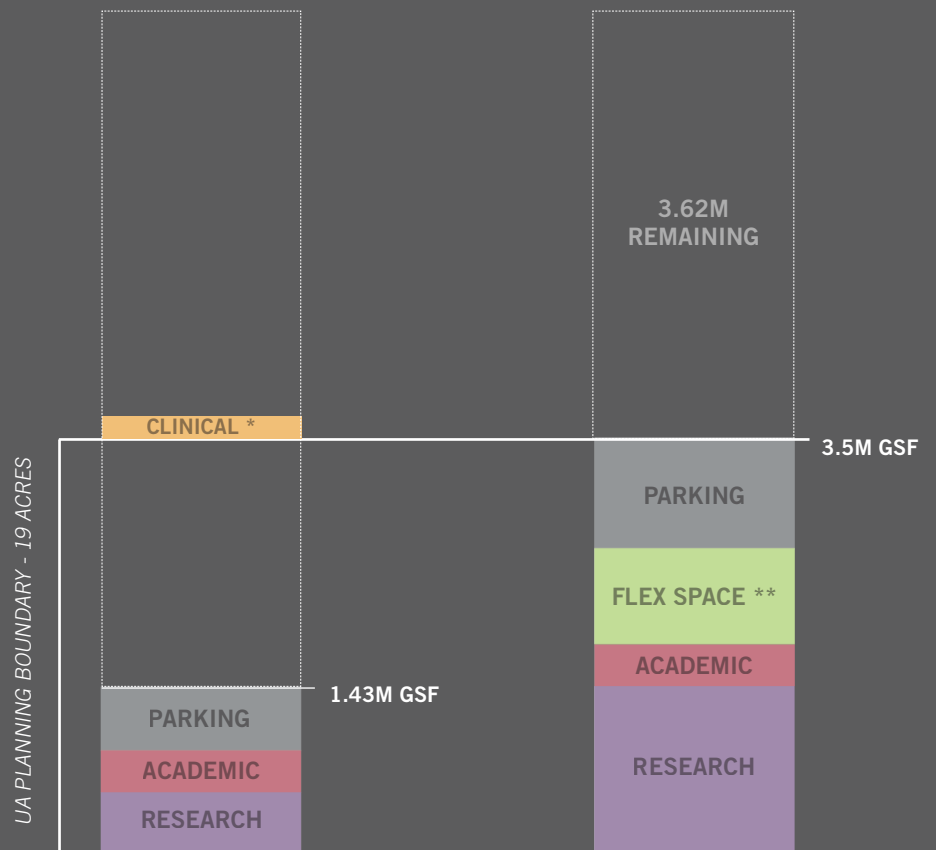 3.62M
REMAINING
CLINICAL *
3.5M GSF
PARKING
FLEX SPACE **
ACADEMIC
RESEARCH
1.43M GSF
PARKING
ACADEMIC
RESEARCH
UA PLANNING BOUNDARY - 19 ACRES